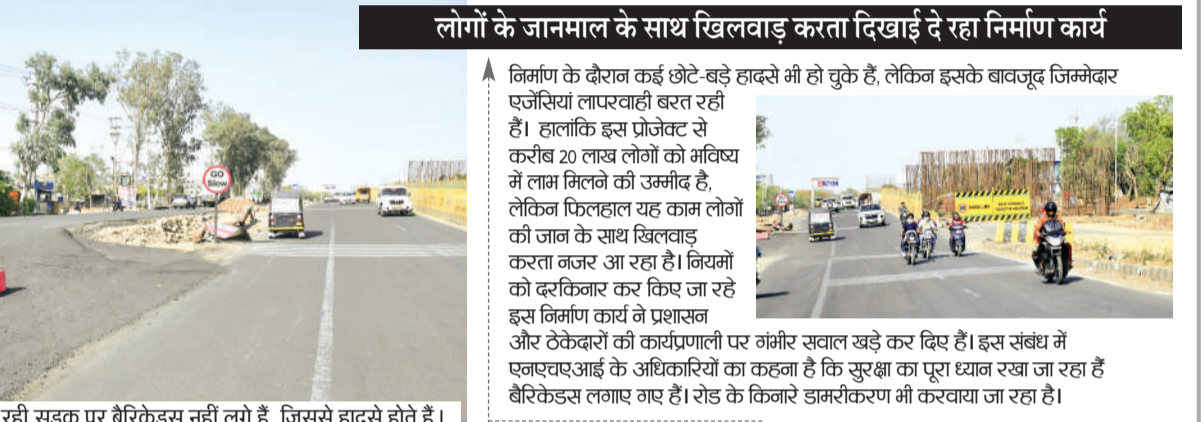 लोगों के जानमाल के साथ खिलवाड़ करता दिखाई दे रहा निर्माण कार्य
निर्माण के दौरान कई छोटे-बड़े हादसे भी हो चुके हैं, लेकिन इसके बावजूद जिम्मेदार
एजेंसियां लापरवाही बरत रही
हैं। हालांकि इस प्रोजेक्ट से
करीब 20 लाख लोगों को भविष्य
में लाभ मिलने की उम्मीद है,
लेकिन फिलहाल यह काम लोगों
की जान के साथ खिलवाड़
करता नजर आ रहा है। नियमों
को दरकिनार कर किए जा रहे
इस निर्माण कार्य ने प्रशासन
और ठेकेदारों की कार्यप्रणाली पर गंभीर सवाल खड़े कर दिए हैं। इस संबंध में
एनएचएआई के अधिकारियों का कहना है कि सुरक्षा का पूरा ध्यान रखा जा रहा हैं
बैरिकेडस लगाए गए हैं। रोड के किनारे डामरीकरण भी करवाया जा रहा है।
GO
Slow
रही सड़क पर बैरिकेडस नहीं लगे हैं, जिससे हादसे होते हैं।